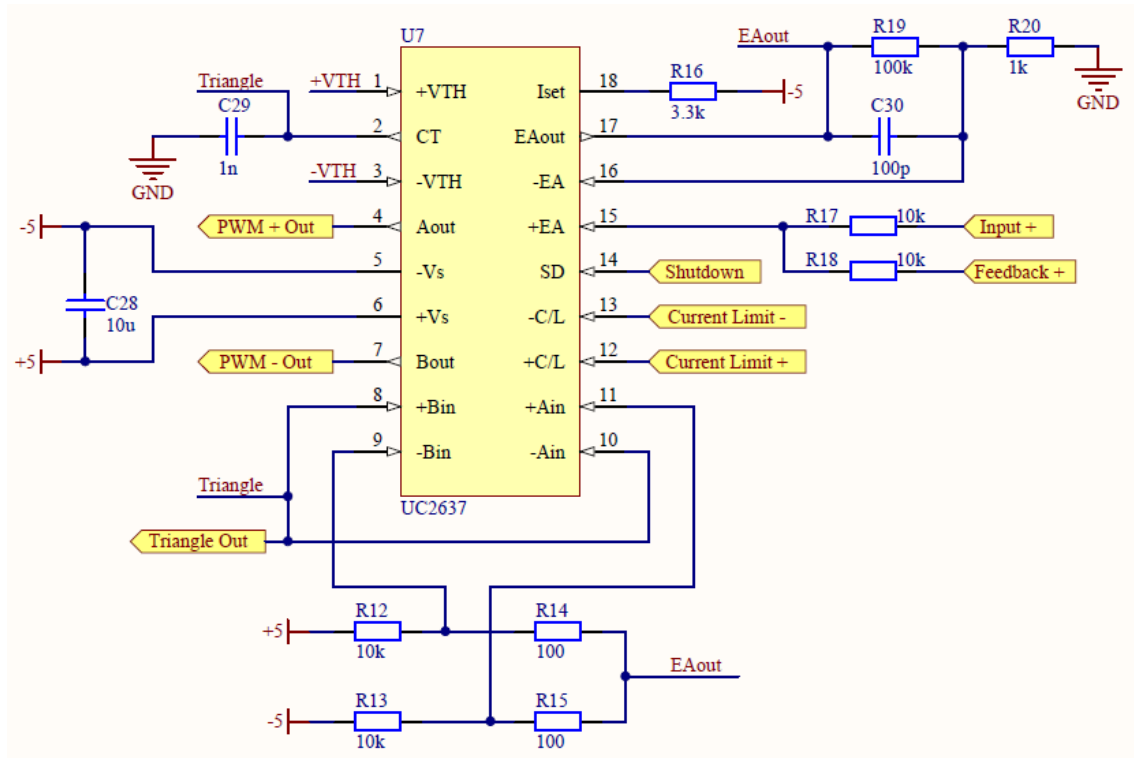 U7
EAout
R19
100k
R20
1k
GND
Triangle
+VTH
1
+VTH
Iset
18
R16
3.3k
-5
C29
1n
GND
2
CT
EAout
17
C30
100p
-VTH
3
-VTH
-EA
16
-5
PWM + Out
4
Aout
+EA
15
R17
10k
Input +
5
-Vs
SD
14
Shutdown
R18
10k
Feedback +
C28
10u
6
+Vs
-C/L
13
Current Limit -
+5
PWM - Out
7
Bout
+C/L
12
Current Limit +
8
+Bin
+Ain
11
9
-Bin
-Ain
10
Triangle
UC2637
Triangle Out
+5
R12
10k
R14
100
EAout
-5
R13
10k
R15
100